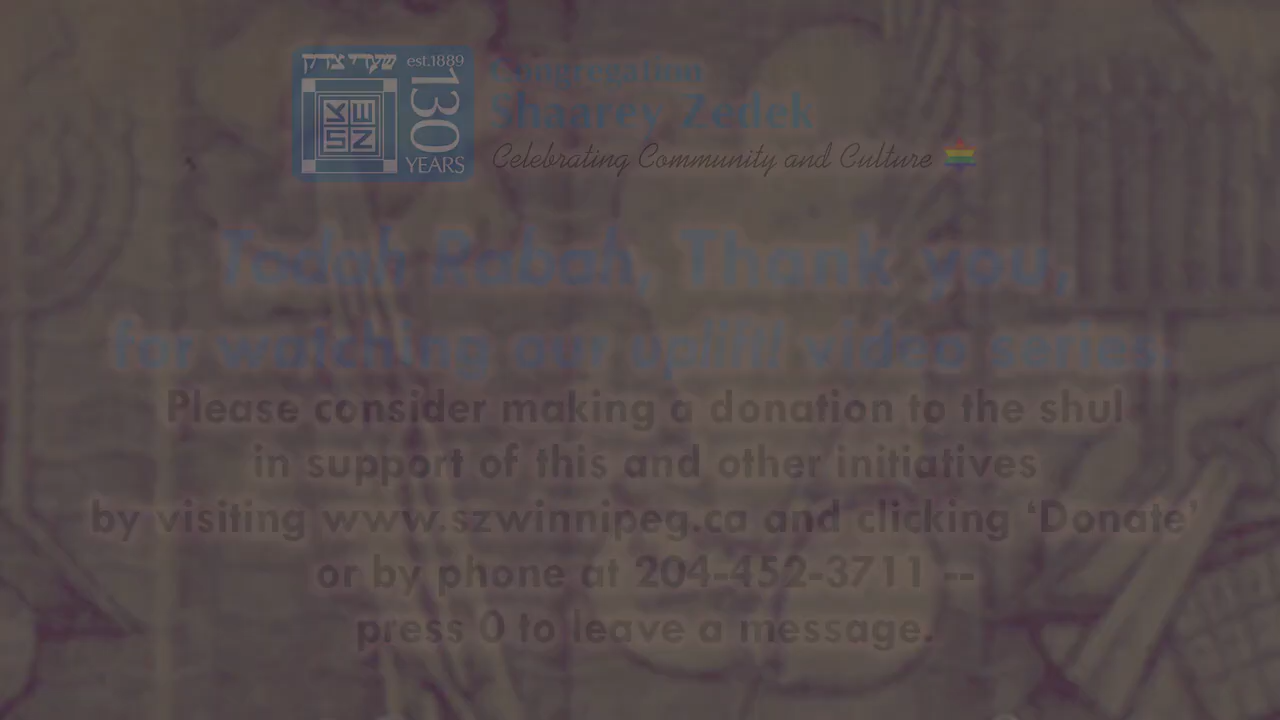 שערי צדק est.1889
SZ
KEN
130
YEARS
Congregation
Shaarey Zedek
Celebrating Community and Culture
Todah Rabah, Thank you,
for watching our uplift! video series.
Please consider making a donation to the shul
in support of this and other initiatives
by visiting www.szwinnipeg.ca and clicking ‘Donate’
or by phone at 204-452-3711 --
press 0 to leave a message.